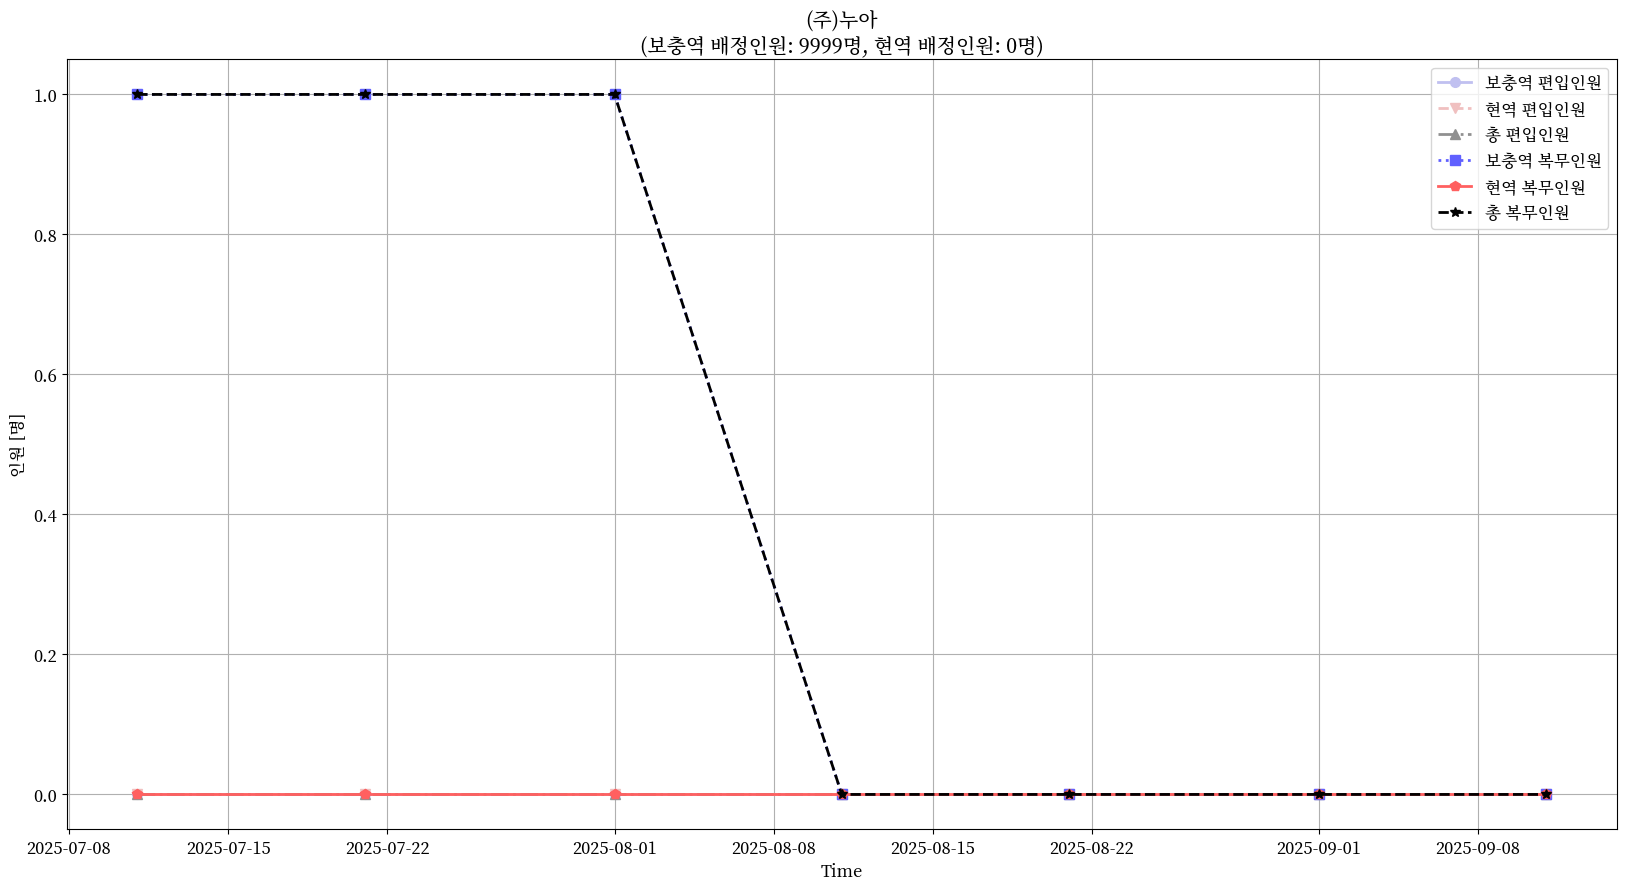 (주)누아
(보충역 배정인원: 9999명, 현역 배정인원: 0명)
보충역 편입인원
현역 편입인원
총 편입인원
보충역 복무인원
현역 복무인원
총 복무인원
인원 [명]
1.0
0.8
0.6
0.4
0.2
0.0
2025-07-08 2025-07-15 2025-07-22 2025-08-01 2025-08-08 2025-08-15 2025-08-22 2025-09-01 2025-09-08
Time